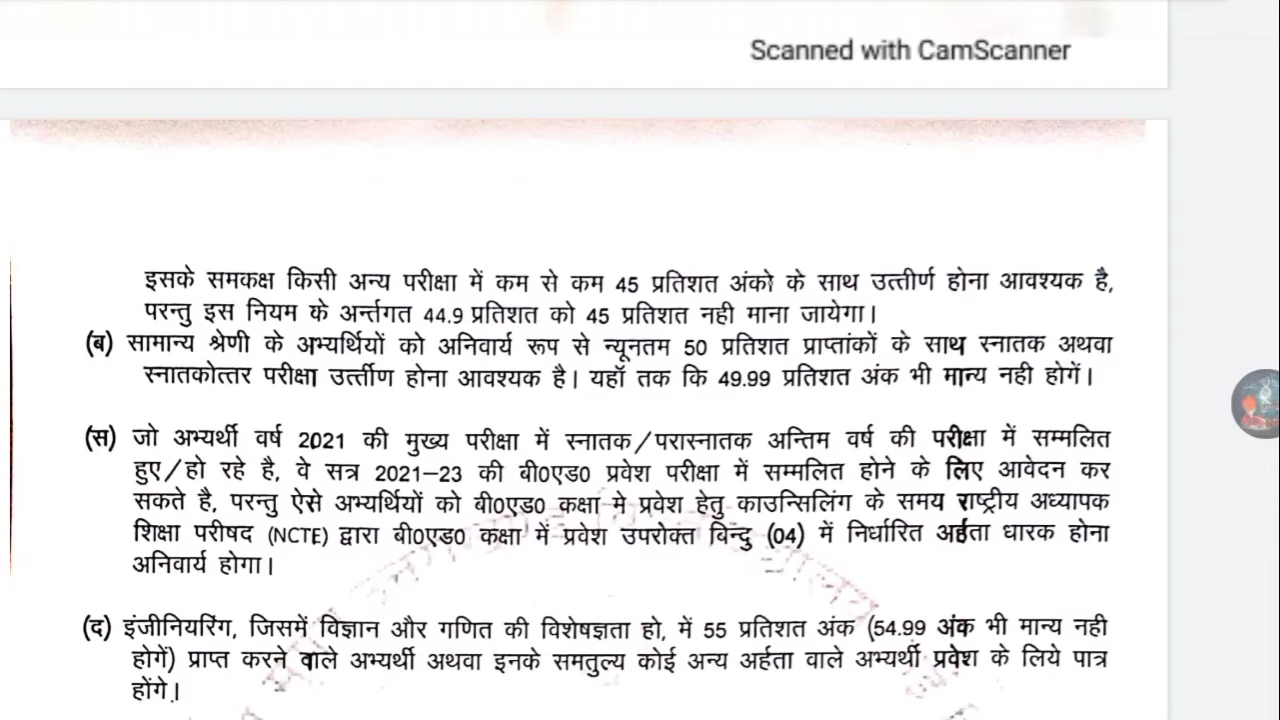 Scanned with CamScanner
इसके समकक्ष किसी अन्य परीक्षा में कम से कम 45 प्रतिशत अंको के साथ उत्तीर्ण होना आवश्यक है,
परन्तु इस नियम के अर्न्तगत 44.9 प्रतिशत को 45 प्रतिशत नही माना जायेगा।
(ब) सामान्य श्रेणी के अभ्यर्थियों को अनिवार्य रूप से न्यूनतम 50 प्रतिशत प्राप्तांकों के साथ स्नातक अथवा
स्नातकोत्तर परीक्षा उर्त्तीण होना आवश्यक है। यहॉ तक कि 49.99 प्रतिशत अंक भी मान्य नही होगें।
(स) जो अभ्यर्थी वर्ष 2021 की मुख्य परीक्षा में स्नातक/परास्नातक अन्तिम वर्ष की परीक्षा में सम्मलित
हुए/हो रहे है, वे सत्र 2021–23 की बी0एड0 प्रवेश परीक्षा में सम्मलित होने के लिए आवेदन कर
सकते है, परन्तु ऐसे अभ्यर्थियों को बी0एड0 कक्षा मे प्रवेश हेतु काउन्सिलिंग के समय राष्ट्रीय अध्यापक
शिक्षा परीषद (NCTE) द्वारा बी0एड0 कक्षा में प्रवेश उपरोक्त बिन्दु (04) में निर्धारित अर्हता धारक होना
अनिवार्य होगा।
(द) इंजीनियरिंग, जिसमें विज्ञान और गणित की विशेषज्ञता हो, में 55 प्रतिशत अंक (54.99 अंक भी मान्य नही
होगें) प्राप्त करने वाले अभ्यर्थी अथवा इनके समतुल्य कोई अन्य अर्हता वाले अभ्यर्थी प्रवेश के लिये पात्र
होंगे।